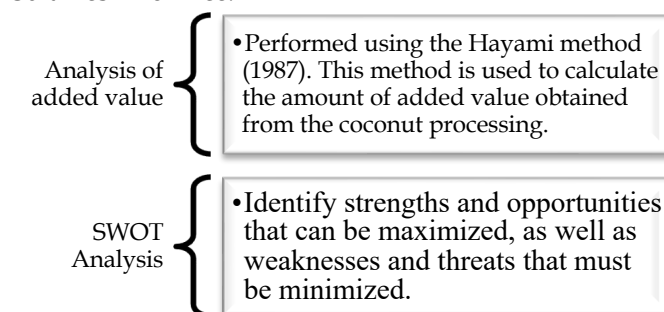 Analysis of
added value
•Performed using the Hayami method
(1987). This method is used to calculate
the amount of added value obtained
from the coconut processing.
SWOT
Analysis
•Identify strengths and opportunities
that can be maximized, as well as
weaknesses and threats that must
be minimized.